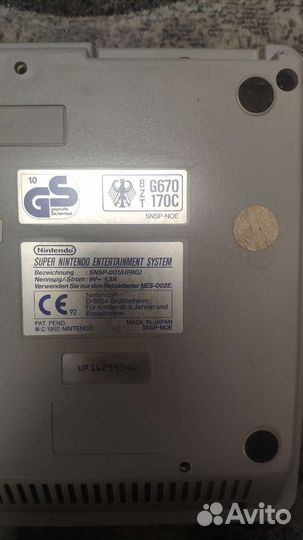 10
GS
geprüfte
Sicherheit
BZT
G670
170C
SNSP-NOE
Nintendo
SUPER NINTENDO ENTERTAINMENT SYSTEM
Bezeichnung : SNSP-001A(FRG)
Nennspg/-Strom : 9V~ 1,3A
Verwenden Sie nur den Netzadapter NES-002E.
CE 92
Nintendo®
D-8754 Großostheim
Für Kinder ab 6 Jahren und
Erwachsene.
PAT. PEND.
M C 1992 NINTENDO
MADE IN JAPAN
SNSP-NOE
UP16299046
Avito